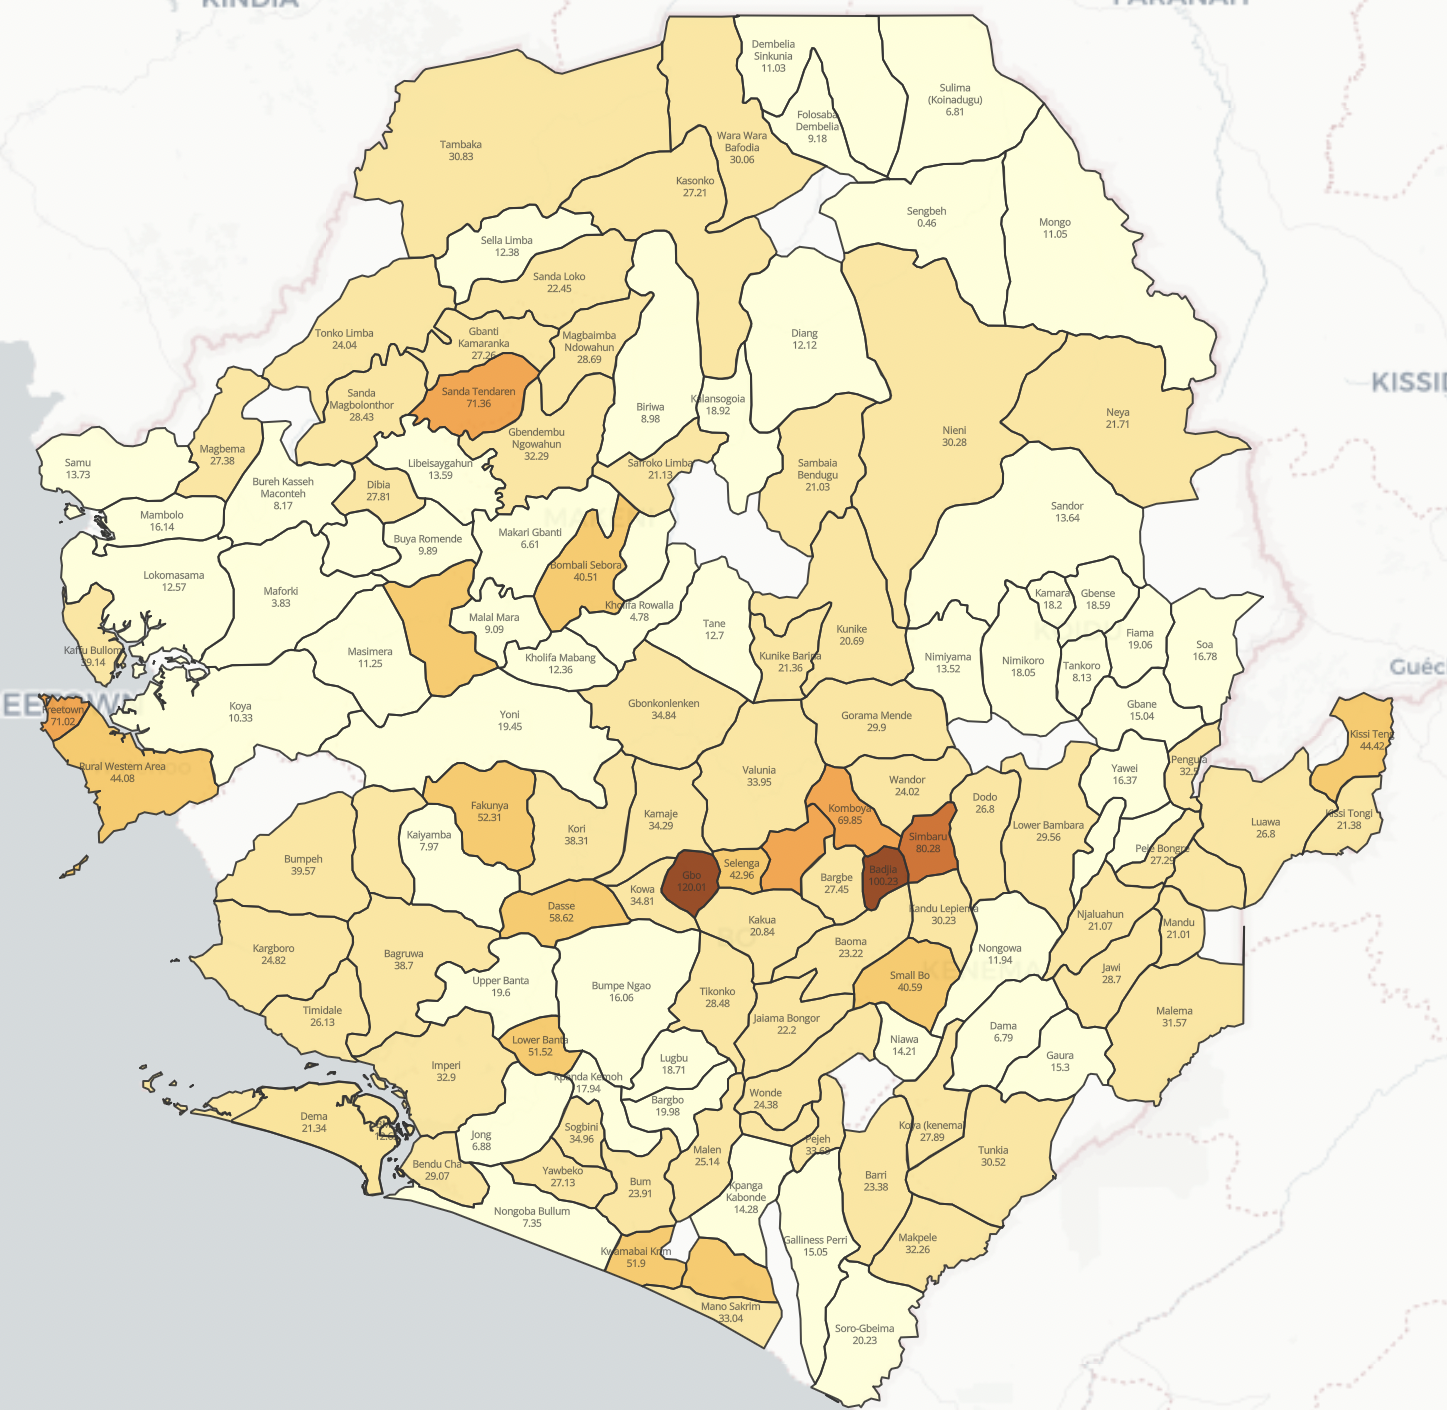 KINDIA
Dembelia
Sinkunia
11.03
Sulima
(Koinadugu)
6.81
Folosaba
Dembelia
9.18
Tambaka
30.83
Wara Wara
Bafodia
30.06
Kasonko
27.21
Sengbeh
0.46
Mongo
11.05
Sella Limba
12.38
Sanda Loko
22.45
Tonko Limba
24.04
Gbanti
Kamaranka
27.26
Magbaimba
Ndowahun
28.69
Diang
12.12
KISSI
Sanda
Magbolonthor
28.43
Sanda Tendaren
71.36
Biriwa
8.98
Kalansogoia
18.92
Neya
21.71
Nieni
30.28
Gbendembu
Ngowahun
32.29
Magbema
27.38
Samu
13.73
Libeisaygahun
13.59
Safroko Limba
21.13
Sambaia
Bendugu
21.03
Bureh Kasseh
Maconteh
8.17
Dibia
27.81
Sandor
13.64
Mambolo
16.14
Makari Gbanti
6.61
Buya Romende
9.89
Bombali Sebora
40.51
Lokomasama
12.57
Maforki
3.83
Kamara
18.2
Gbense
18.59
Kholifa Rowalla
4.78
Malal Mara
9.09
Tane
12.7
Kunike
20.69
Fiama
19.06
Soa
16.78
Kaffu Bullom
39.14
Masimera
11.25
Kholifa Mabang
12.36
Kunike Barina
21.36
Nimiyama
13.52
Nimikoro
18.05
Tankoro
8.13
Guéc
Koya
10.33
Freetown
71.02
Yoni
19.45
Gbonkonlenken
34.84
Gorama Mende
29.9
Gbane
15.04
Kissi Teng
44.42
Rural Western Area
44.08
Valunia
33.95
Wandor
24.02
Yawei
16.37
Penguia
32.9
Fakunya
52.31
Kori
38.31
Kamaje
34.29
Komboya
69.85
Dodo
26.8
Lower Bambara
29.56
Luawa
26.8
Kissi Tongi
21.38
Kaiyamba
7.97
Simbaru
80.28
Pele Bongre
27.29
Bumpeh
39.57
Selenga
42.96
Gbo
120.01
Badjia
100.23
Bargbe
27.45
Kowa
34.81
Dasse
58.62
Kandu Lepiema
30.23
Kakua
20.84
Njaluahun
21.07
Mandu
21.01
BO
KENEMA
Kargboro
24.82
Bagruwa
38.7
Baoma
23.22
Nongowa
11.94
Jawi
28.7
Upper Banta
19.6
Bumpe Ngao
16.06
Tikonko
28.48
Small Bo
40.59
Timidale
26.13
Jaiama Bongor
22.2
Malema
31.57
Dama
6.79
Lower Banta
51.52
Niawa
14.21
Gaura
15.3
Imperi
32.9
Lugbu
18.71
Kpanda Kemoh
17.94
Wonde
24.38
Bargbo
19.98
Dema
21.34
Sogbini
34.96
Koya (kenema)
27.89
Jong
6.88
Pejeh
33.68
Malen
25.14
Tunkia
30.52
Bendu Cha
29.07
Yawbeko
27.13
Bum
23.91
Barri
23.38
Kpanga
Kabonde
14.28
Nongoba Bullum
7.35
Galliness Perri
15.05
Makpele
32.26
Kwamabai Krim
51.9
Mano Sakrim
33.04
Soro-Gbeima
20.23